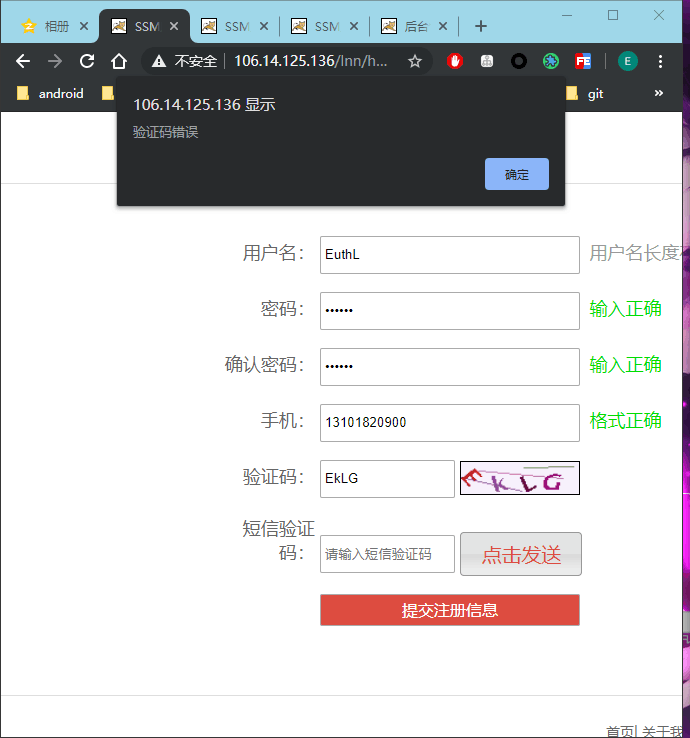 相册
SSM
SSM
SSM
后台
不安全 | 106.14.125.136/lnn/h...
E
android
git
»
106.14.125.136 显示
验证码错误
确定
用户名： EuthL 用户名长度不
密码： •••••• 输入正确
确认密码： •••••• 输入正确
手机： 13101820900 格式正确
验证码： EkLG EKLG
短信验证
码： 请输入短信验证码 点击发送
提交注册信息
首页| 关于我